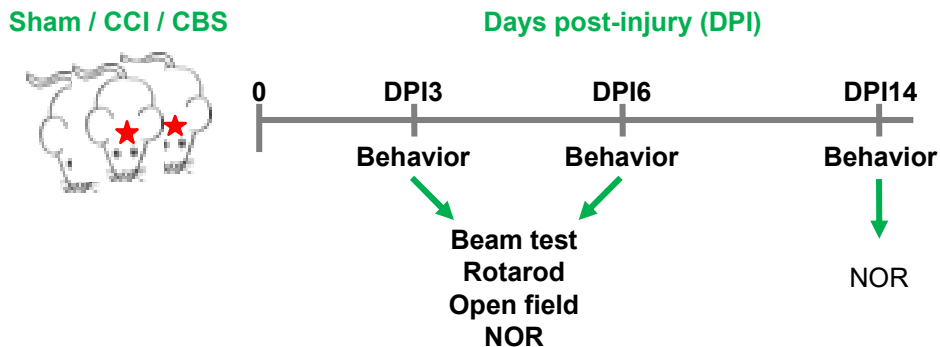 Sham / CCI / CBS
Days post-injury (DPI)
0
DPI3
DPI6
DPI14
Behavior
Behavior
Behavior
Beam test
Rotarod
Open field
NOR
NOR